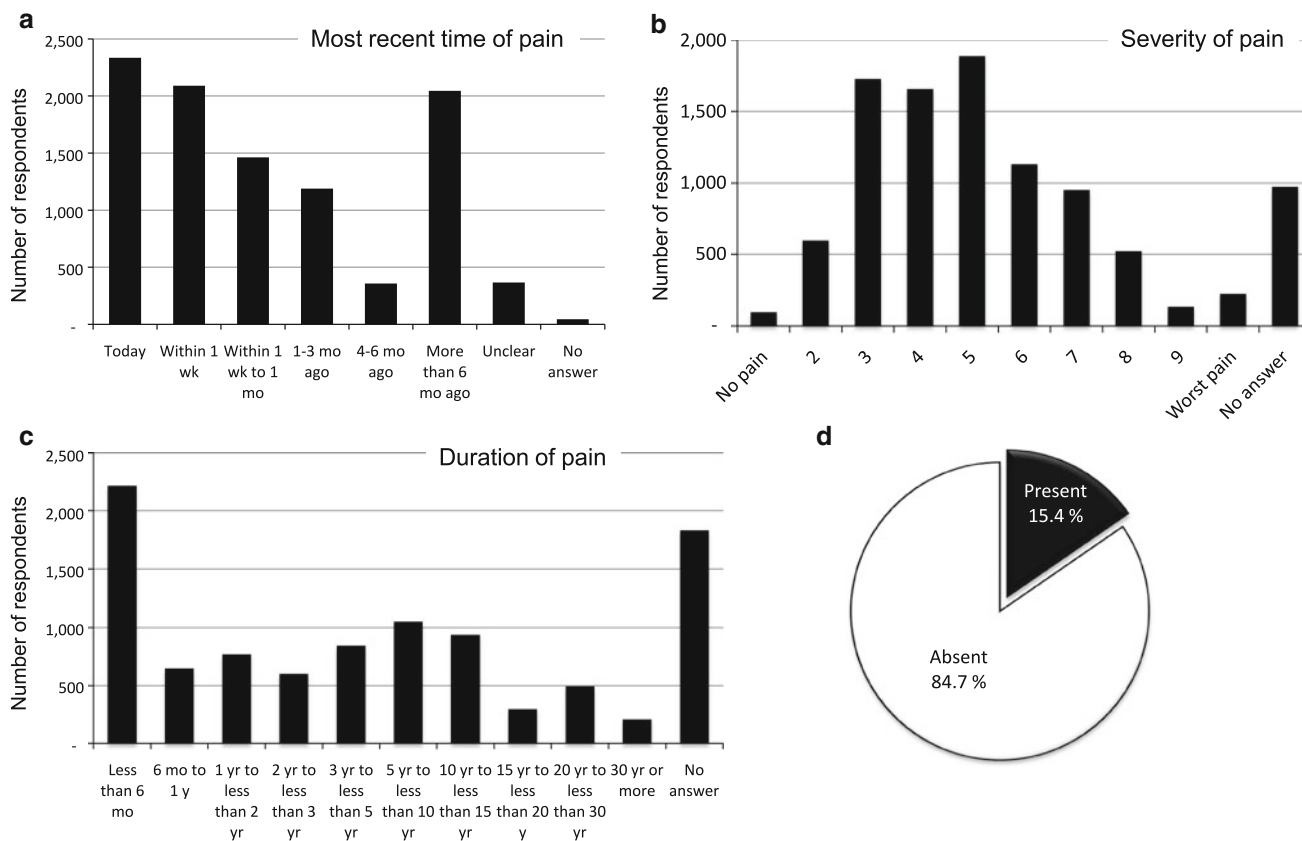 a
Most recent time of pain
Number of respondents
2,500
2,000
1,500
1,000
500
-
Today
Within 1
wk
Within 1
wk to 1
mo
1-3 mo
ago
4-6 mo
ago
More
than 6
mo ago
Unclear
No
answer
b
Severity of pain
Number of respondents
2,000
1,500
1,000
500
-
No pain
2
3
4
5
6
7
8
9
Worst pain
No answer
c
Duration of pain
Number of respondents
2,500
2,000
1,500
1,000
500
-
Less
than 6
mo
6 mo to
1 y
1 yr to
less
than 2
yr
2 yr to
less
than 3
yr
3 yr to
less
than 5
yr
5 yr to
less
than 10
yr
10 yr to
less
than 15
yr
15 yr to
less
than 20
y
20 yr to
less
than 30
yr
30 yr or
more
No
answer
d
Present
15.4 %
Absent
84.7 %